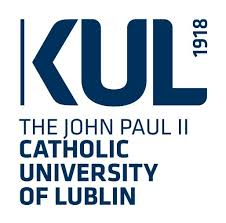 KUL 1918
THE JOHN PAUL II
CATHOLIC
UNIVERSITY
OF LUBLIN